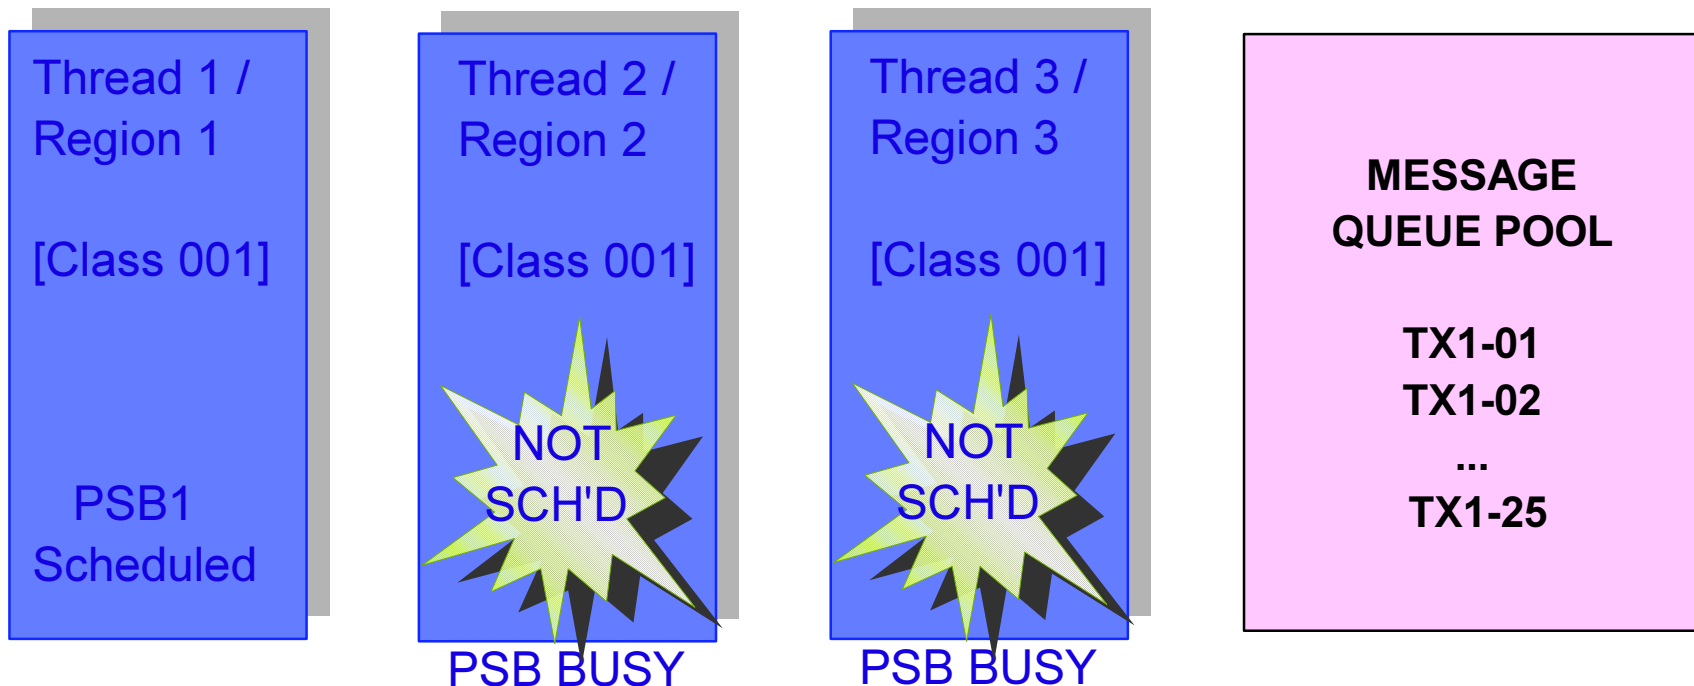 Thread 1 /
Region 1
[Class 001]
PSB1
Scheduled
Thread 2 /
Region 2
[Class 001]
NOT
SCH'D
PSB BUSY
Thread 3 /
Region 3
[Class 001]
NOT
SCH'D
PSB BUSY
MESSAGE
QUEUE POOL
TX1-01
TX1-02
...
TX1-25